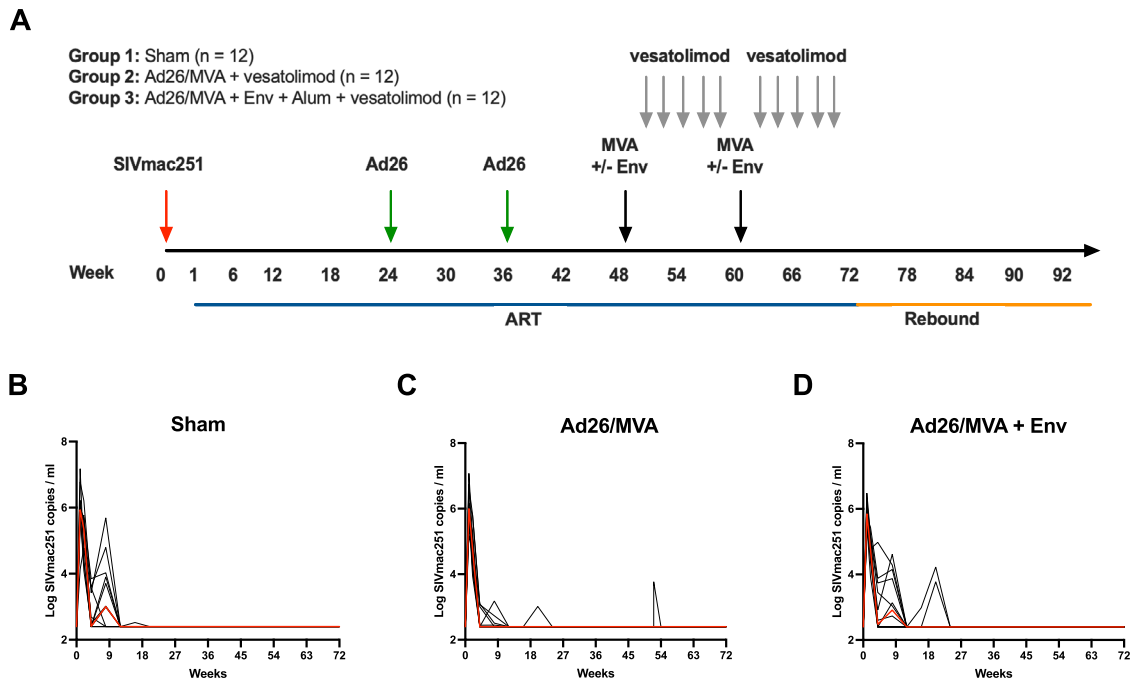 A
Group 1: Sham (n = 12)
Group 2: Ad26/MVA + vesatolimod (n = 12)
Group 3: Ad26/MVA + Env + Alum + vesatolimod (n = 12)
vesatolimod vesatolimod
SIVmac251 Ad26 Ad26 MVA +/- Env MVA +/- Env
Week 0 1 6 12 18 24 30 36 42 48 54 60 66 72 78 84 90 92
ART Rebound
B
Sham
Log SIVmac251 copies / ml
8
6
4
2
0 9 18 27 36 45 54 63 72
Weeks
C
Ad26/MVA
Log SIVmac251 copies / ml
8
6
4
2
0 9 18 27 36 45 54 63 72
Weeks
D
Ad26/MVA + Env
Log SIVmac251 copies / ml
8
6
4
2
0 9 18 27 36 45 54 63 72
Weeks